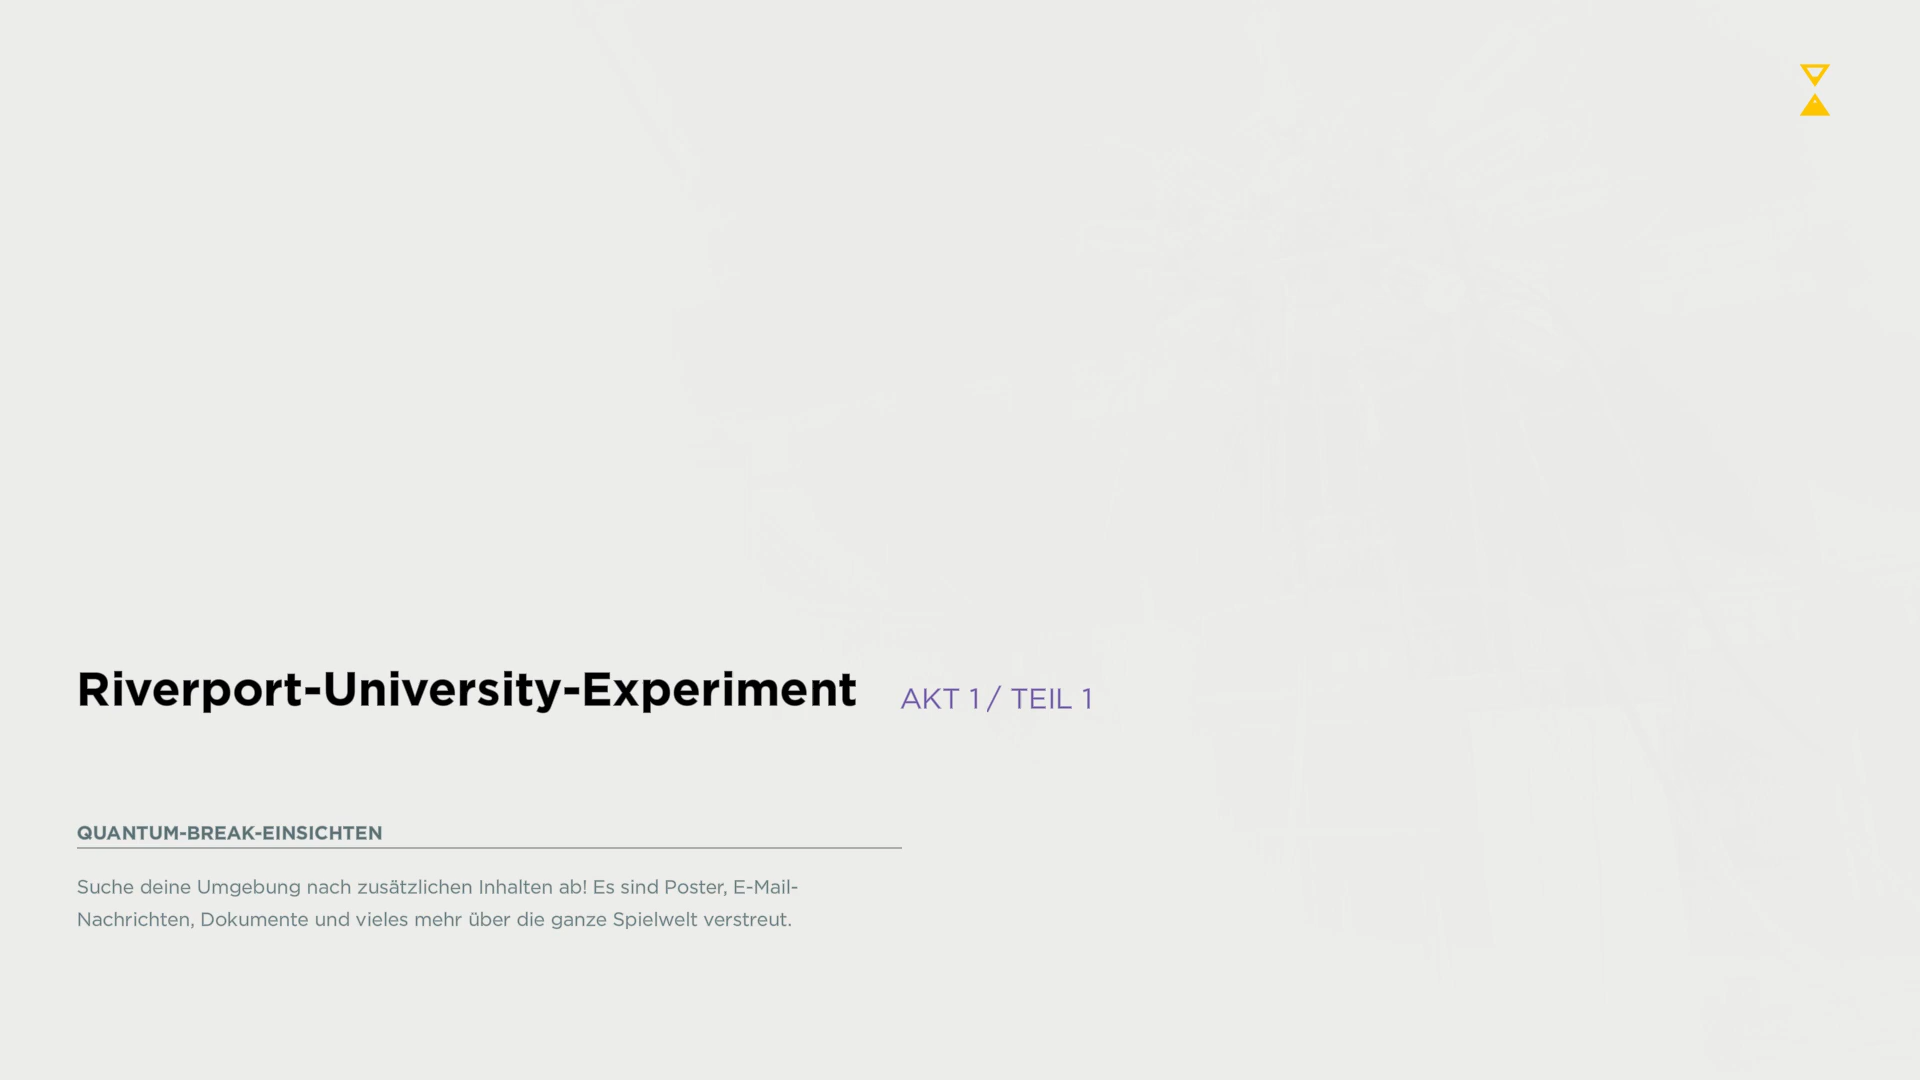 Riverport-University-Experiment AKT 1 / TEIL 1
QUANTUM-BREAK-EINSICHTEN
Suche deine Umgebung nach zusätzlichen Inhalten ab! Es sind Poster, E-Mail-
Nachrichten, Dokumente und vieles mehr über die ganze Spielwelt verstreut.